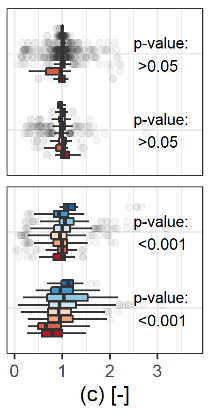 p-value:
>0.05
p-value:
>0.05
p-value:
<0.001
p-value:
<0.001
0 1 2 3
(c) [-]